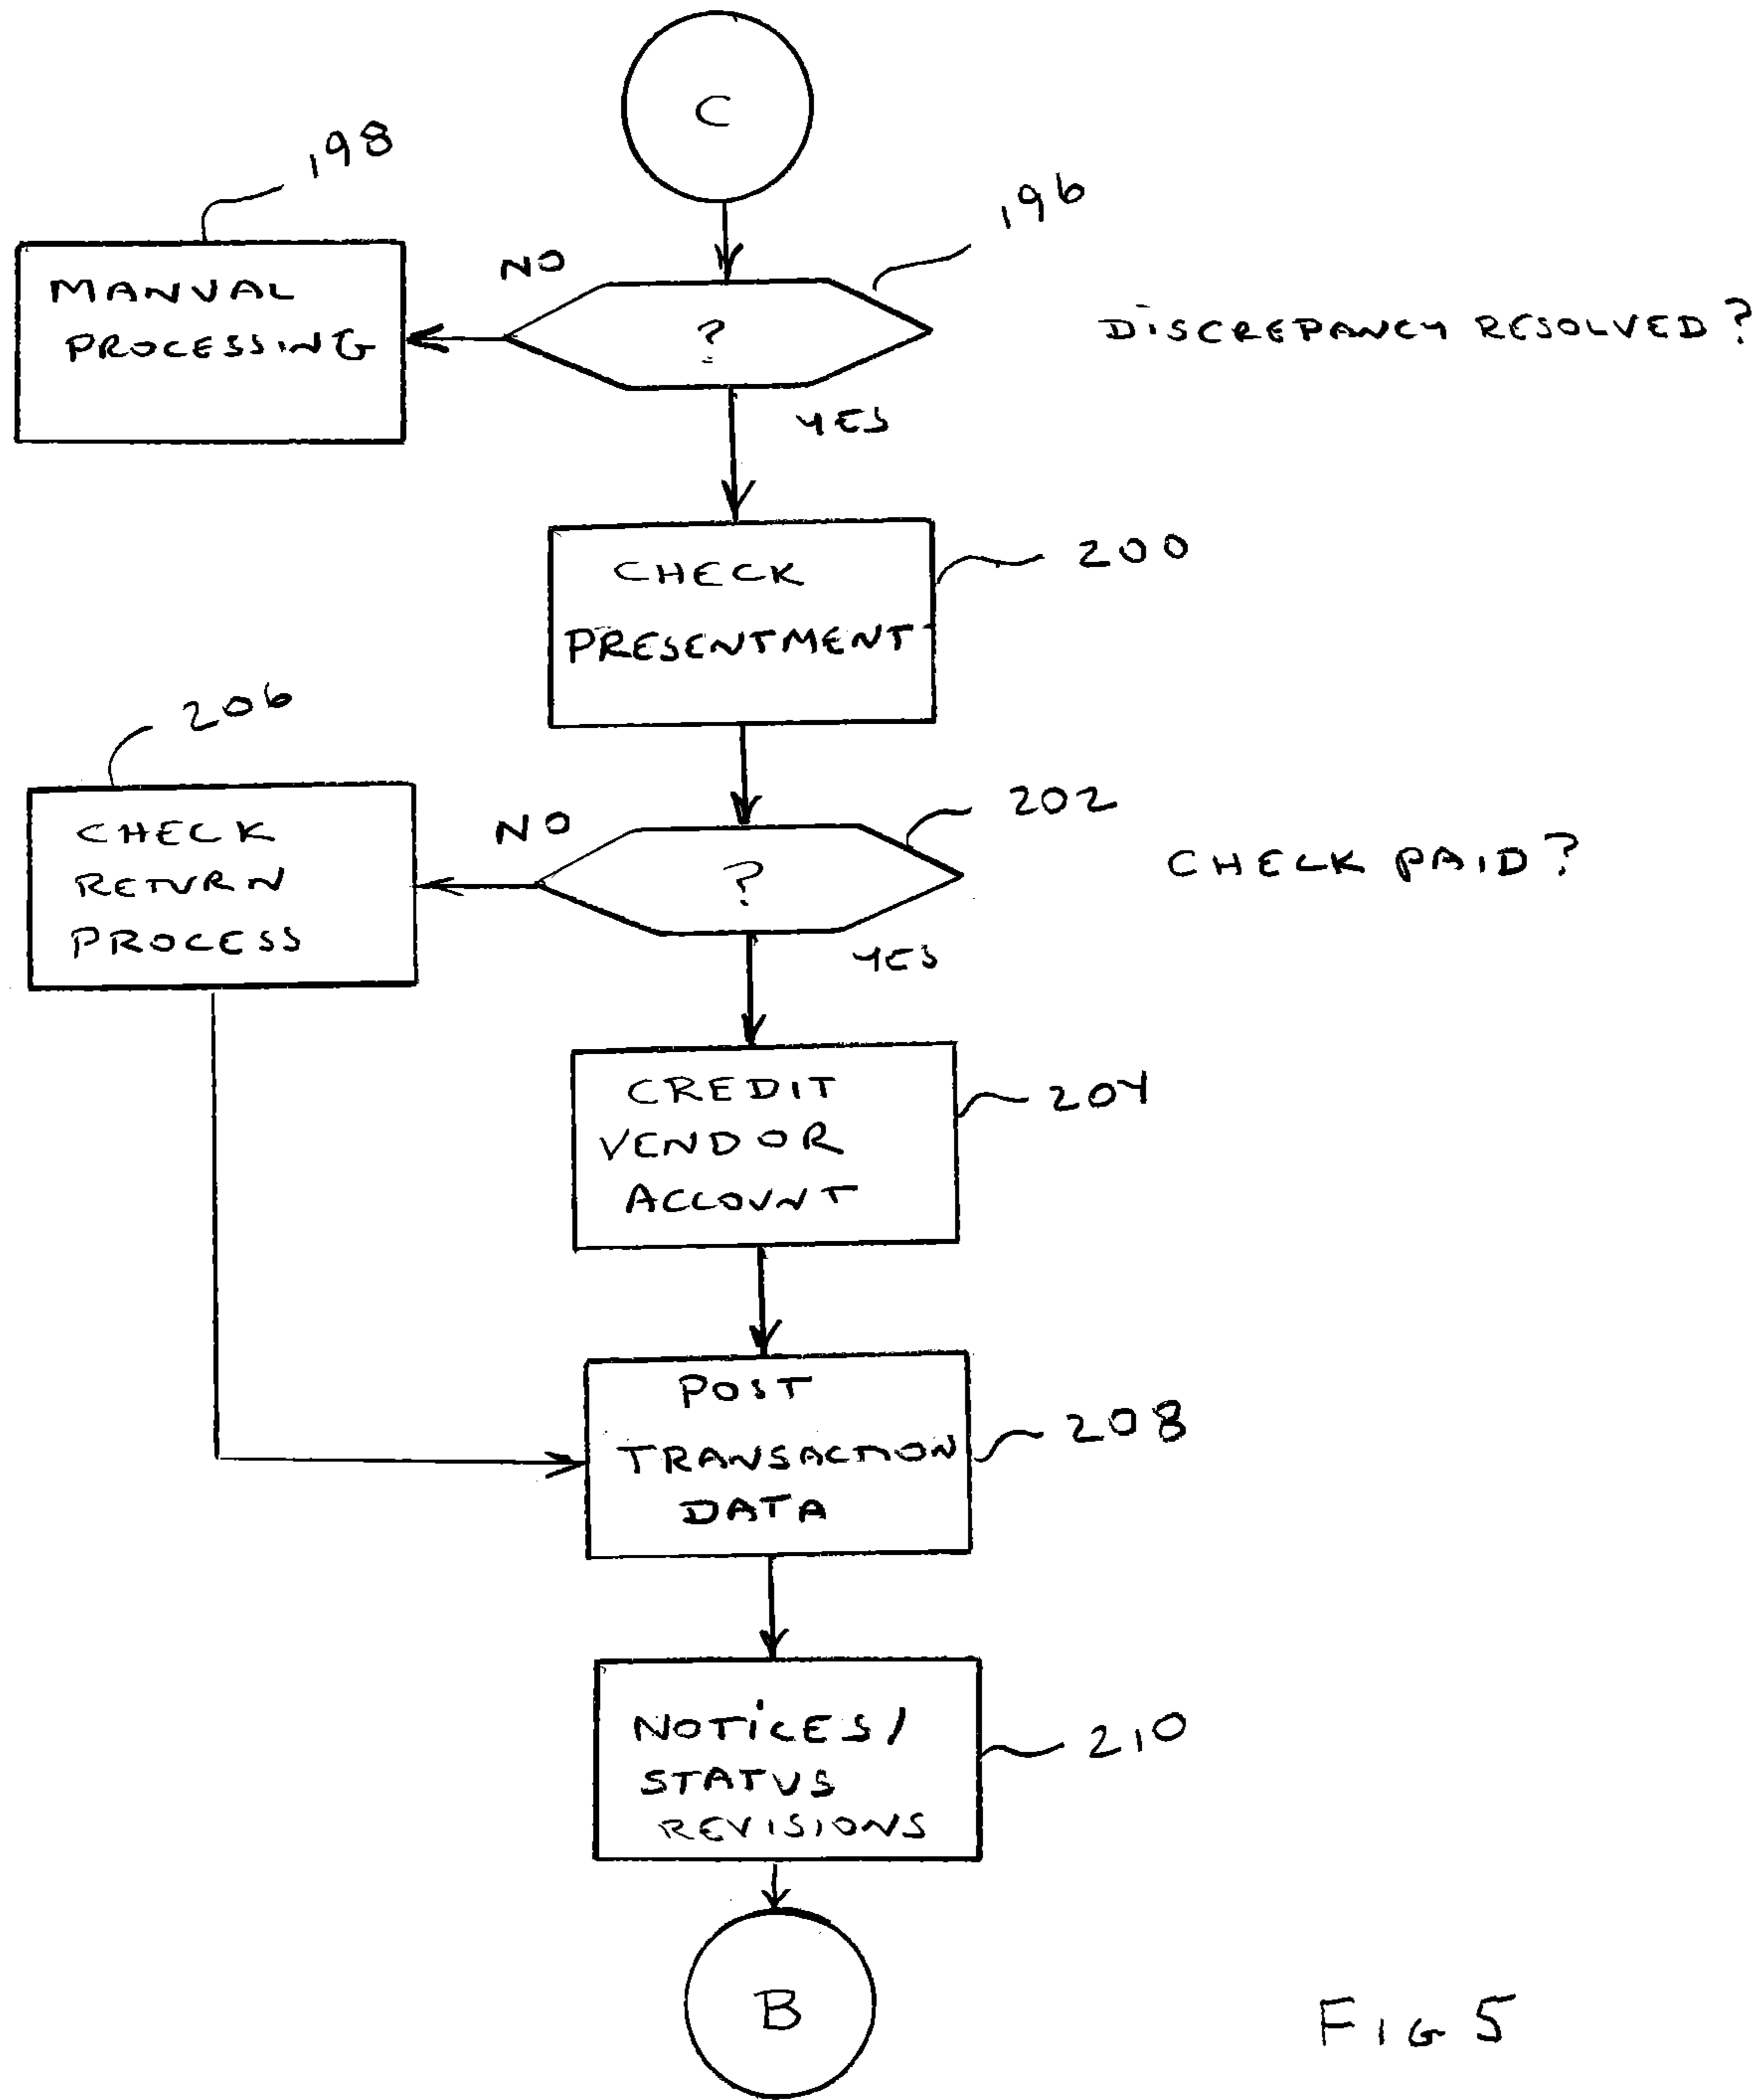 C
198
196
NO
MANUAL
PROCESSING
?
DISCREPANCY RESOLVED?
YES
200
CHECK
PRESENTMENT
206
202
NO
CHECK
RETURN
PROCESS
?
CHECK PAID?
YES
204
CREDIT
VENDOR
ACCOUNT
208
POST
TRANSACTION
DATA
210
NOTICES/
STATUS
REVISIONS
B
FIG 5